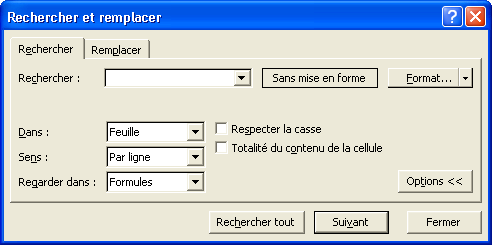 Rechercher et remplacer
Rechercher Remplacer
Rechercher : Sans mise en forme Format...
Dans : Feuille Respecter la casse
Sens : Par ligne Totalité du contenu de la cellule
Regarder dans : Formules Options <<
Rechercher tout Suivant Fermer